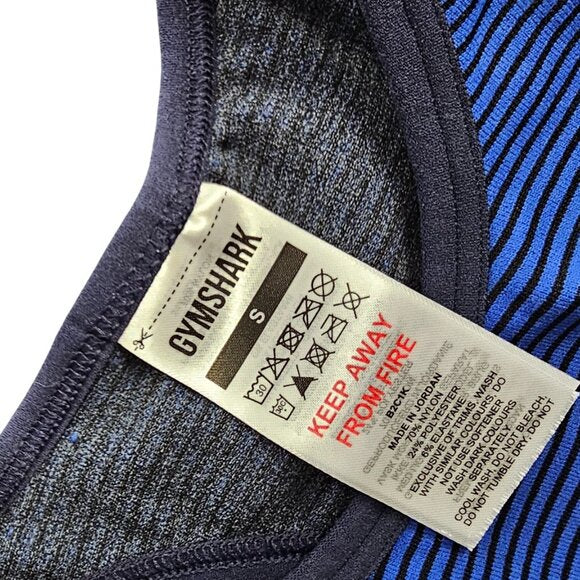 GYMSHARK
S
30
KEEP AWAY
FROM FIRE
B2C1K
MADE IN JORDAN
70% NYLON
24% POLYESTER
6% ELASTANE
EXCLUSIVE OF TRIMS. WASH
WITH SIMILAR COLOURS. DO
NOT USE SOFTENER
WASH DARK COLOURS
SEPARATELY.
COOL WASH. DO NOT BLEACH.
DO NOT TUMBLE DRY. DO NOT